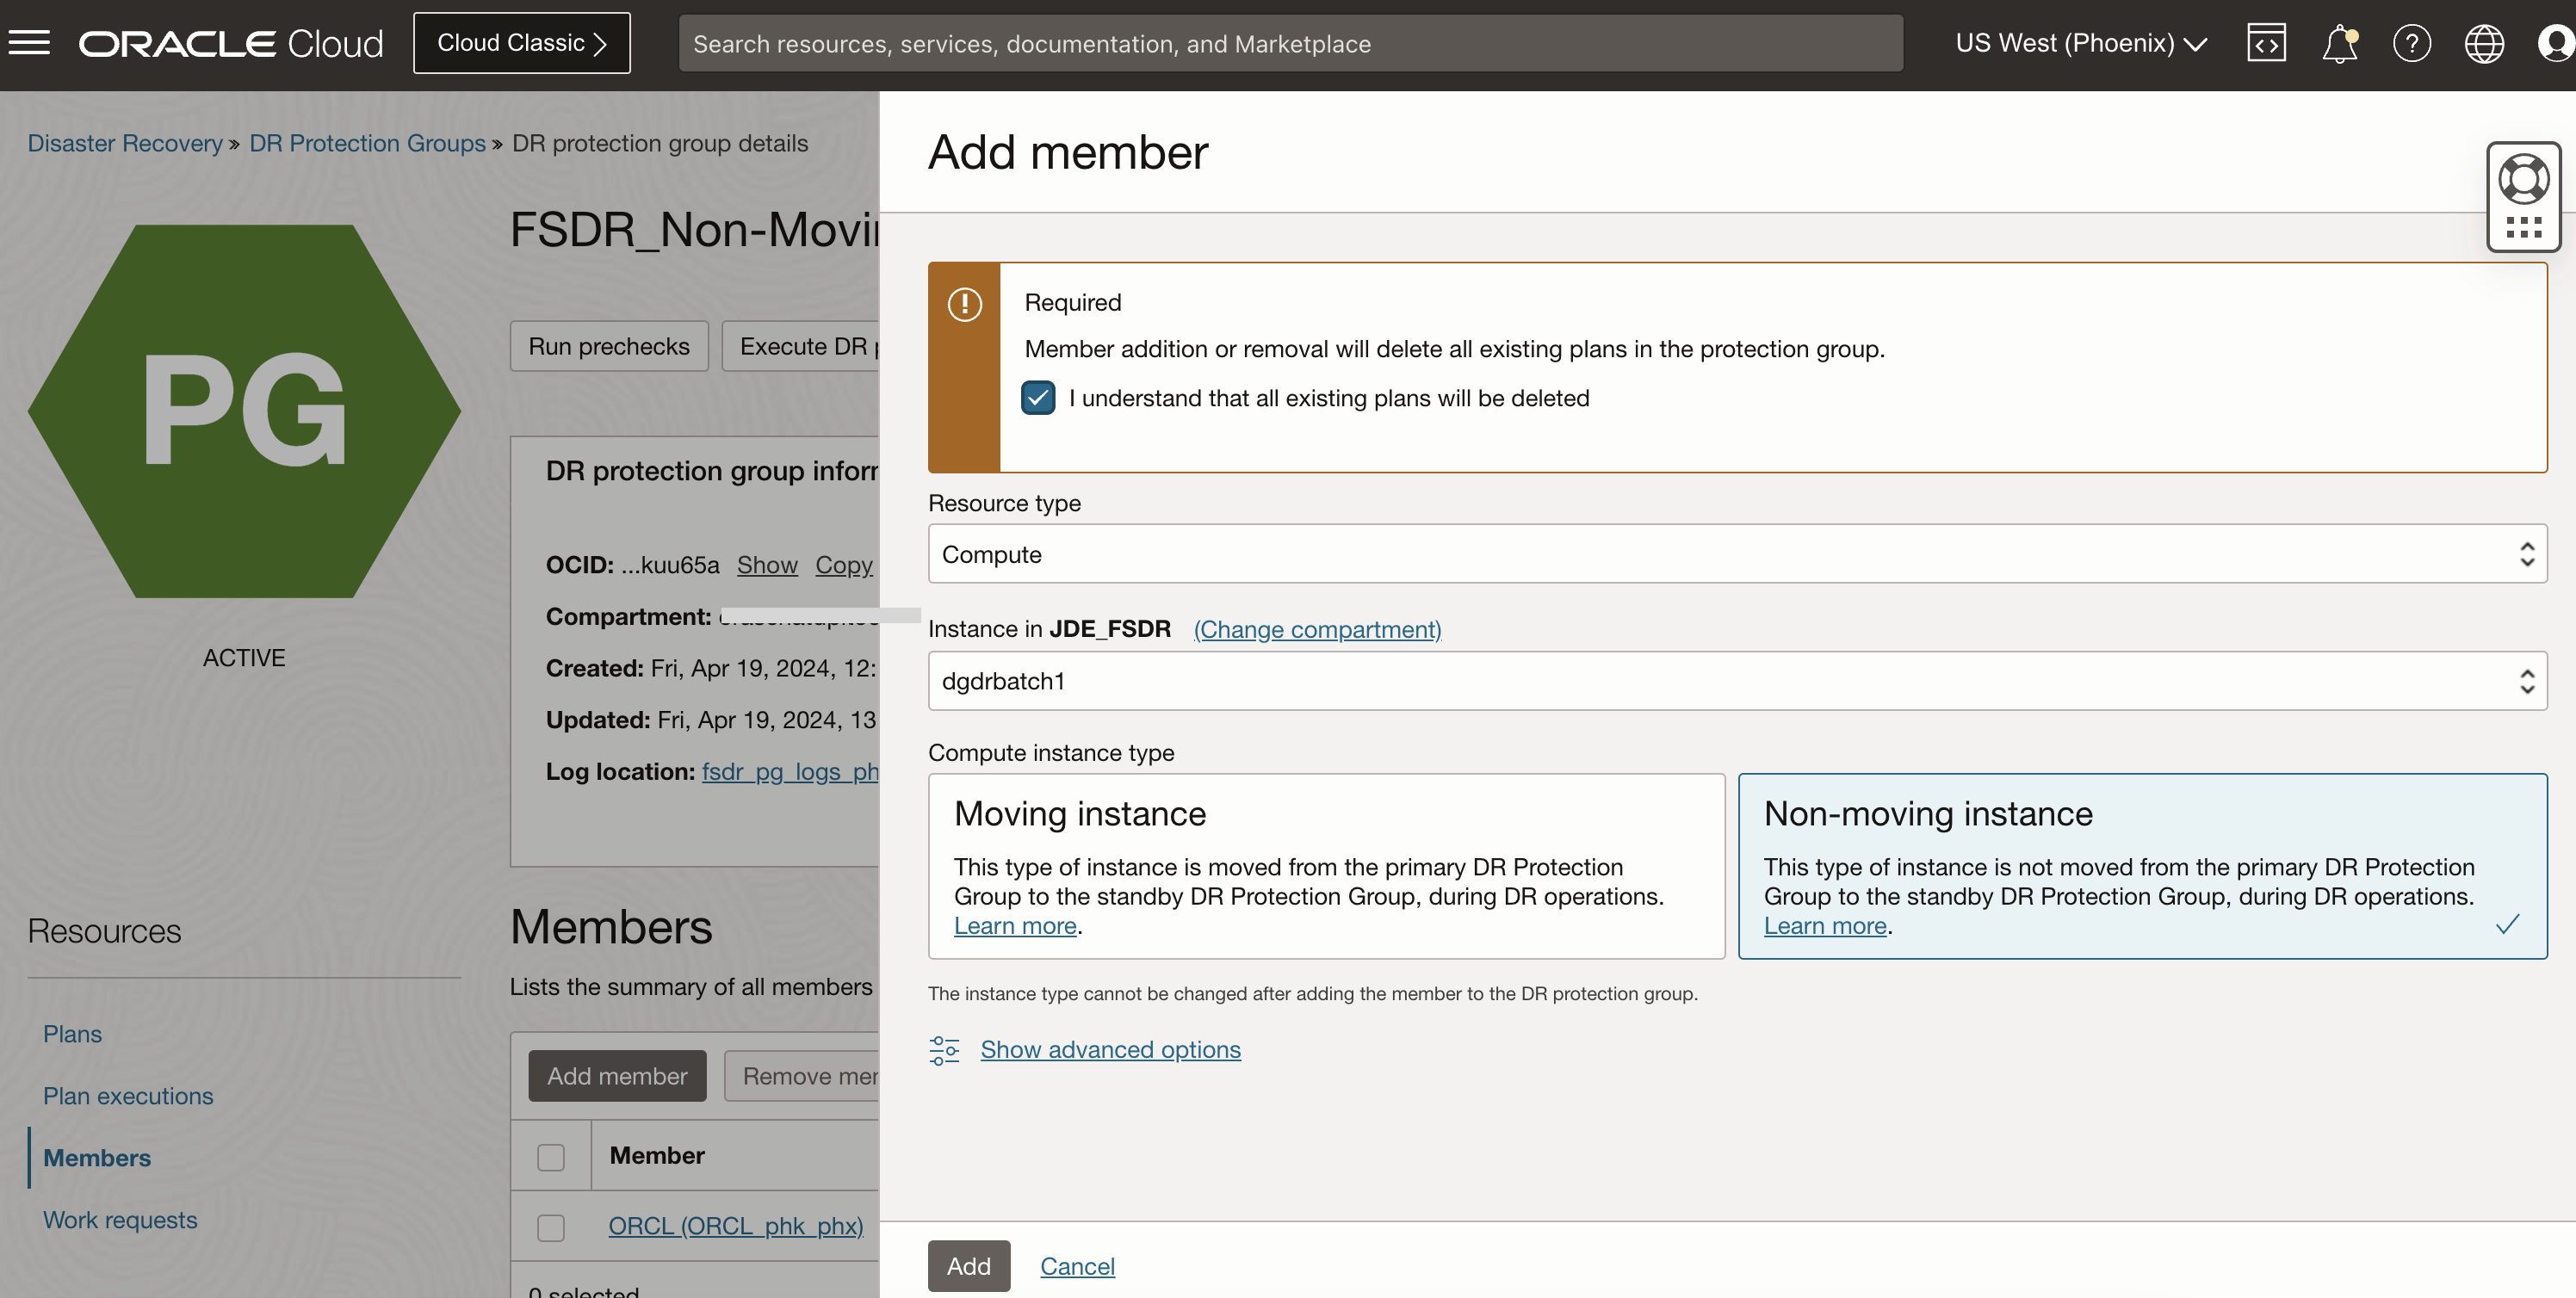 ORACLE Cloud
Cloud Classic
Search resources, services, documentation, and Marketplace
US West (Phoenix)
Disaster Recovery » DR Protection Groups » DR protection group details
PG
ACTIVE
FSDR_Non-Movi
Run prechecks
Execute DR
DR protection group infor
OCID: ...kuu65a Show Copy
Compartment:
Created: Fri, Apr 19, 2024, 12:
Updated: Fri, Apr 19, 2024, 13
Log location: fsdr_pg_logs_ph
Resources
Plans
Plan executions
Members
Work requests
Members
Lists the summary of all members
Add member
Remove mer
Member
ORCL (ORCL_phk_phx)
0 selected
Add member
Required
Member addition or removal will delete all existing plans in the protection group.
I understand that all existing plans will be deleted
Resource type
Compute
Instance in JDE_FSDR (Change compartment)
dgdrbatch1
Compute instance type
Moving instance
This type of instance is moved from the primary DR Protection
Group to the standby DR Protection Group, during DR operations.
Learn more.
Non-moving instance
This type of instance is not moved from the primary DR Protection
Group to the standby DR Protection Group, during DR operations.
Learn more.
The instance type cannot be changed after adding the member to the DR protection group.
Show advanced options
Add
Cancel